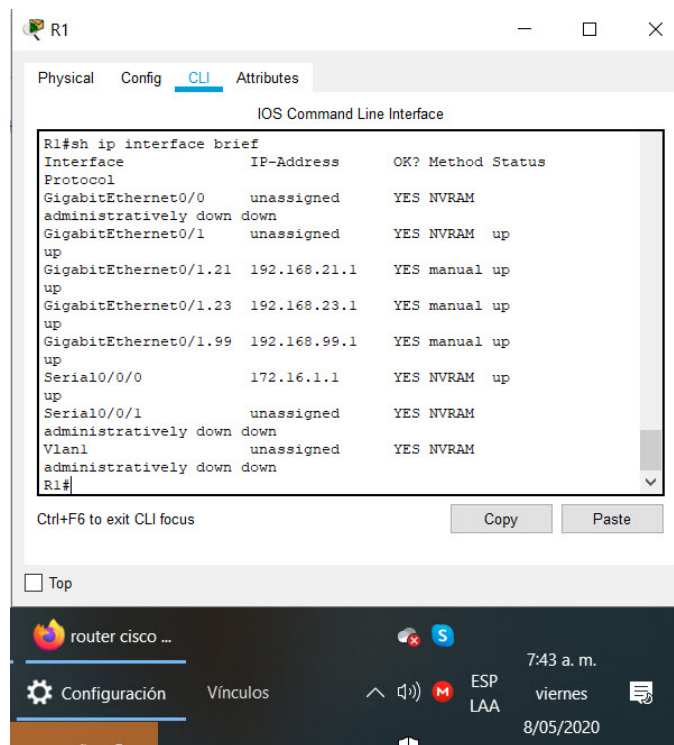 R1
Physical Config CLI Attributes
IOS Command Line Interface
R1#sh ip interface brief
Interface IP-Address OK? Method Status
Protocol
GigabitEthernet0/0 unassigned YES NVRAM
administratively down down
GigabitEthernet0/1 unassigned YES NVRAM up
up
GigabitEthernet0/1.21 192.168.21.1 YES manual up
up
GigabitEthernet0/1.23 192.168.23.1 YES manual up
up
GigabitEthernet0/1.99 192.168.99.1 YES manual up
up
Serial0/0/0 172.16.1.1 YES NVRAM up
up
Serial0/0/1 unassigned YES NVRAM
administratively down down
Vlan1 unassigned YES NVRAM
administratively down down
R1#
Ctrl+F6 to exit CLI focus
Copy Paste
Top
router cisco ...
S
7:43 a. m.
Configuración Vínculos
M
ESP
LAA
viernes
8/05/2020